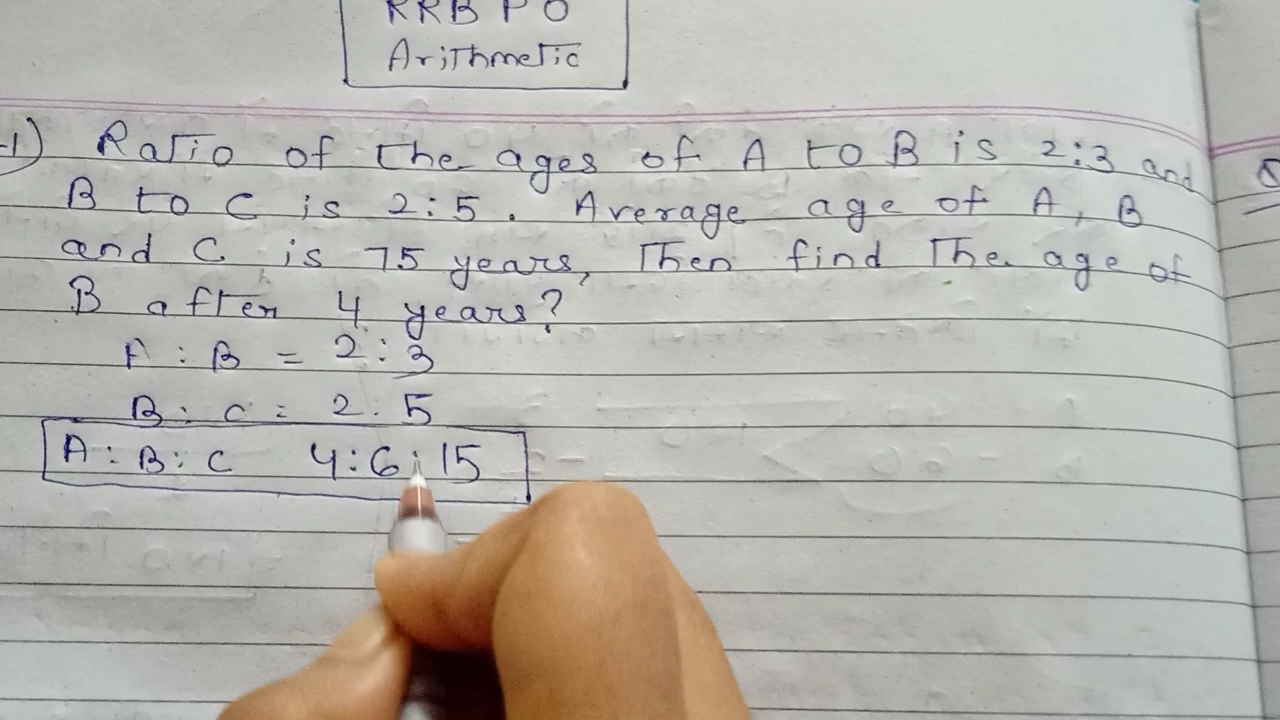 RRB PO
Arithmetic
1) Ratio of the ages of A to B is 2:3 and
B to C is 2:5. Average age of A, B
and C is 75 years, Then find The age of
B after 4 years?
A : B = 2:3
B : C = 2.5
A : B : C 4:6:15